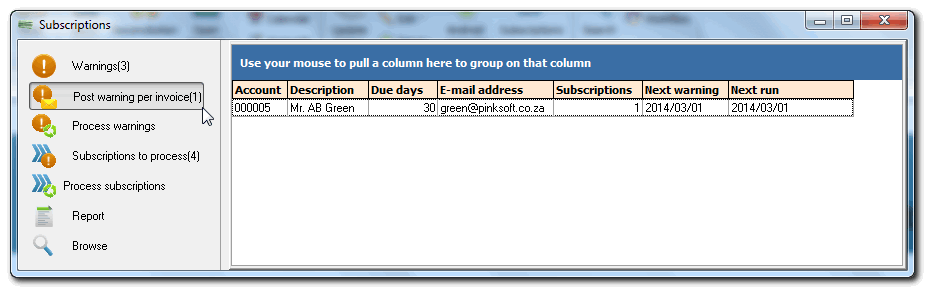 Subscriptions
Warnings(3)
Post warning per invoice(1)
Process warnings
Subscriptions to process(4)
Process subscriptions
Report
Browse
Use your mouse to pull a column here to group on that column
Account Description Due days E-mail address Subscriptions Next warning Next run
000005 Mr. AB Green 30 green@pinksoft.co.za 1 2014/03/01 2014/03/01